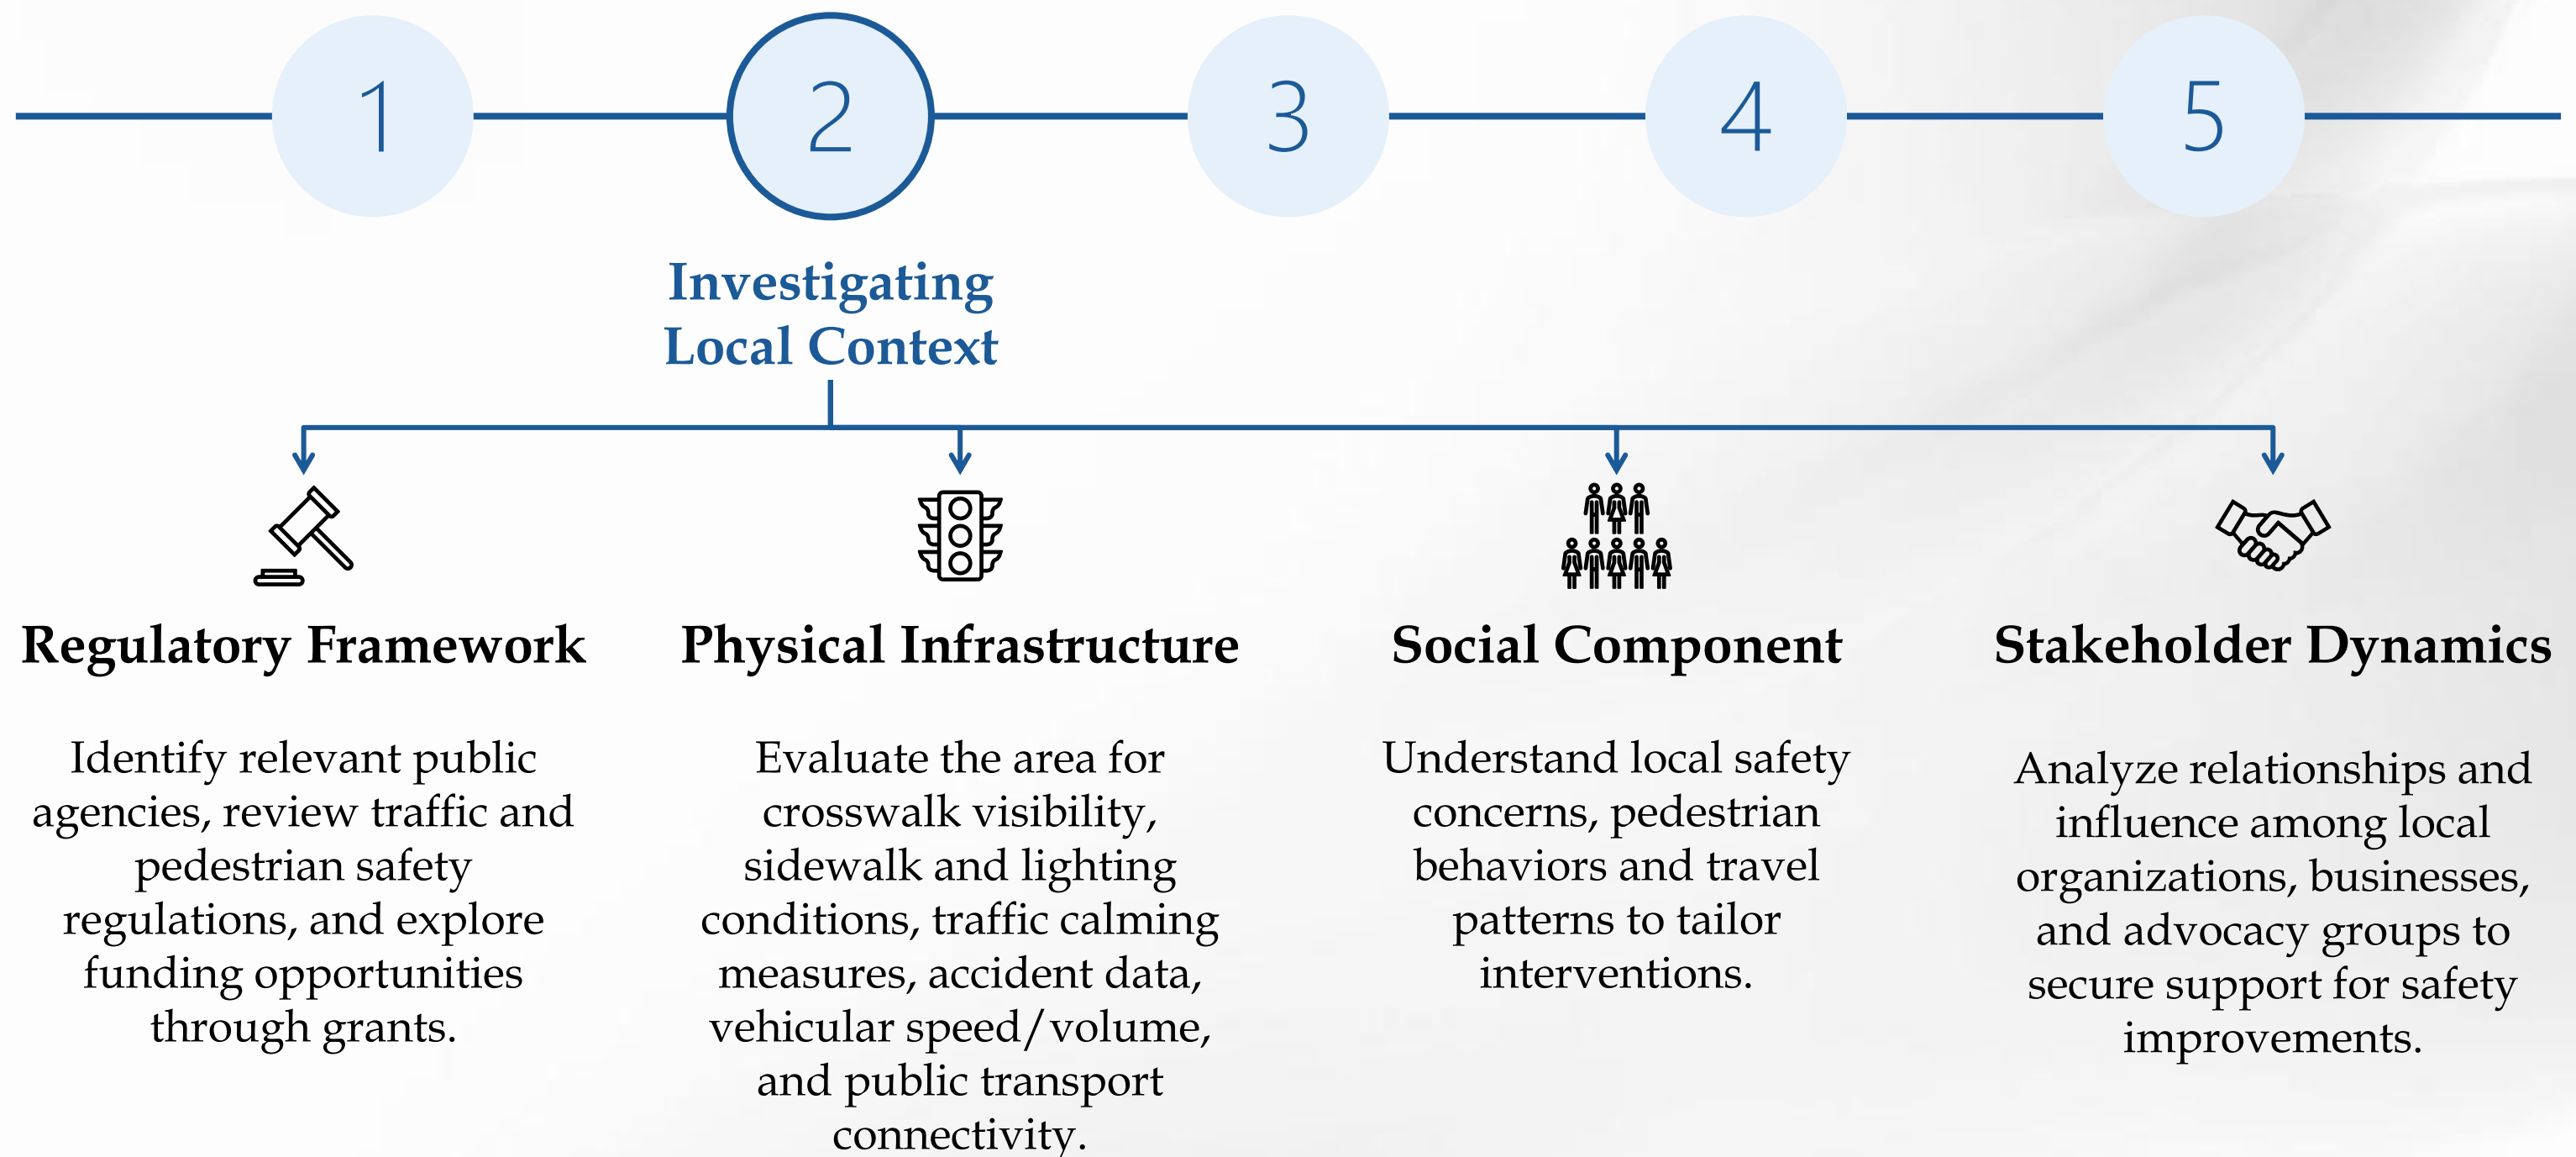 1
2
3
4
5
Investigating
Local Context
Regulatory Framework
Identify relevant public
agencies, review traffic and
pedestrian safety
regulations, and explore
funding opportunities
through grants.
Physical Infrastructure
Evaluate the area for
crosswalk visibility,
sidewalk and lighting
conditions, traffic calming
measures, accident data,
vehicular speed/volume,
and public transport
connectivity.
Social Component
Understand local safety
concerns, pedestrian
behaviors and travel
patterns to tailor
interventions.
Stakeholder Dynamics
Analyze relationships and
influence among local
organizations, businesses,
and advocacy groups to
secure support for safety
improvements.